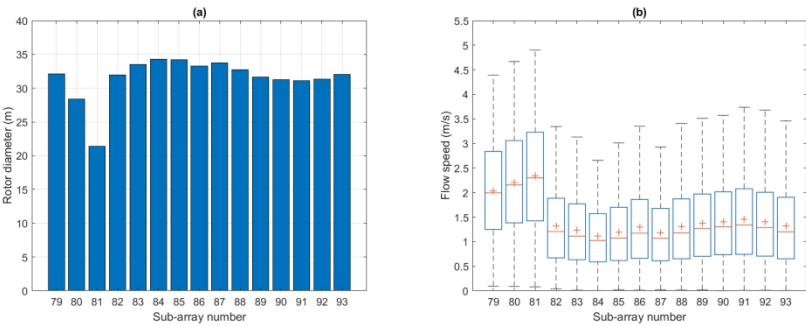 (a)
40
35
30
25
20
15
10
5
0
Rotor diameter (m)
79 80 81 82 83 84 85 86 87 88 89 90 91 92 93
Sub-array number
(b)
5.5
5
4.5
4
3.5
3
2.5
2
1.5
1
0.5
0
Flow speed (m/s)
79 80 81 82 83 84 85 86 87 88 89 90 91 92 93
Sub-array number